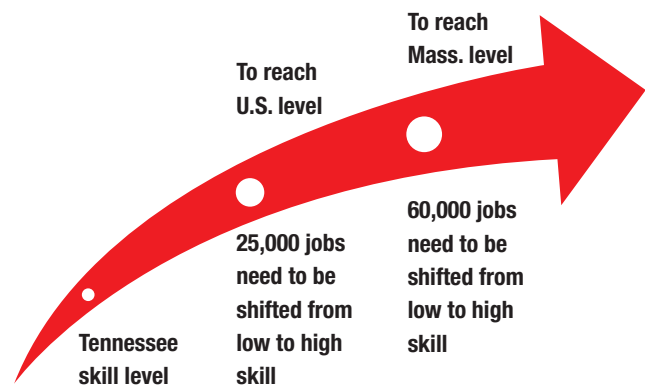 To reach
Mass. level
To reach
U.S. level
60,000 jobs
need to be
shifted from
low to high
skill
25,000 jobs
need to be
shifted from
low to high
skill
Tennessee
skill level